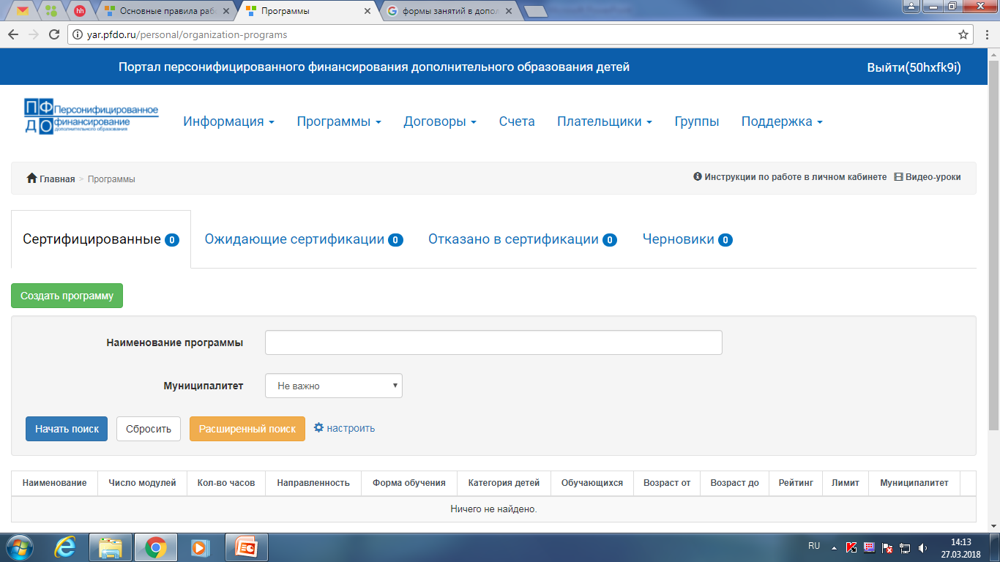 hh
Основные правила раб
Программы
формы занятий в допол
yar.pfdo.ru/personal/organization-programs
Портал персонифицированного финансирования дополнительного образования детей
Выйти(50hxfk9i)
ПФ ДО
Персонифицированное
финансирование
дополнительного образования
Информация
Программы
Договоры
Счета
Плательщики
Группы
Поддержка
Главная > Программы
Инструкции по работе в личном кабинете
Видео-уроки
Сертифицированные 0
Ожидающие сертификации 0
Отказано в сертификации 0
Черновики 0
Создать программу
Наименование программы
Муниципалитет
Не важно
Начать поиск
Сбросить
Расширенный поиск
настроить
Наименование Число модулей Кол-во часов Направленность Форма обучения Категория детей Обучающихся Возраст от Возраст до Рейтинг Лимит Муниципалитет
Ничего не найдено.
RU
14:13
27.03.2018